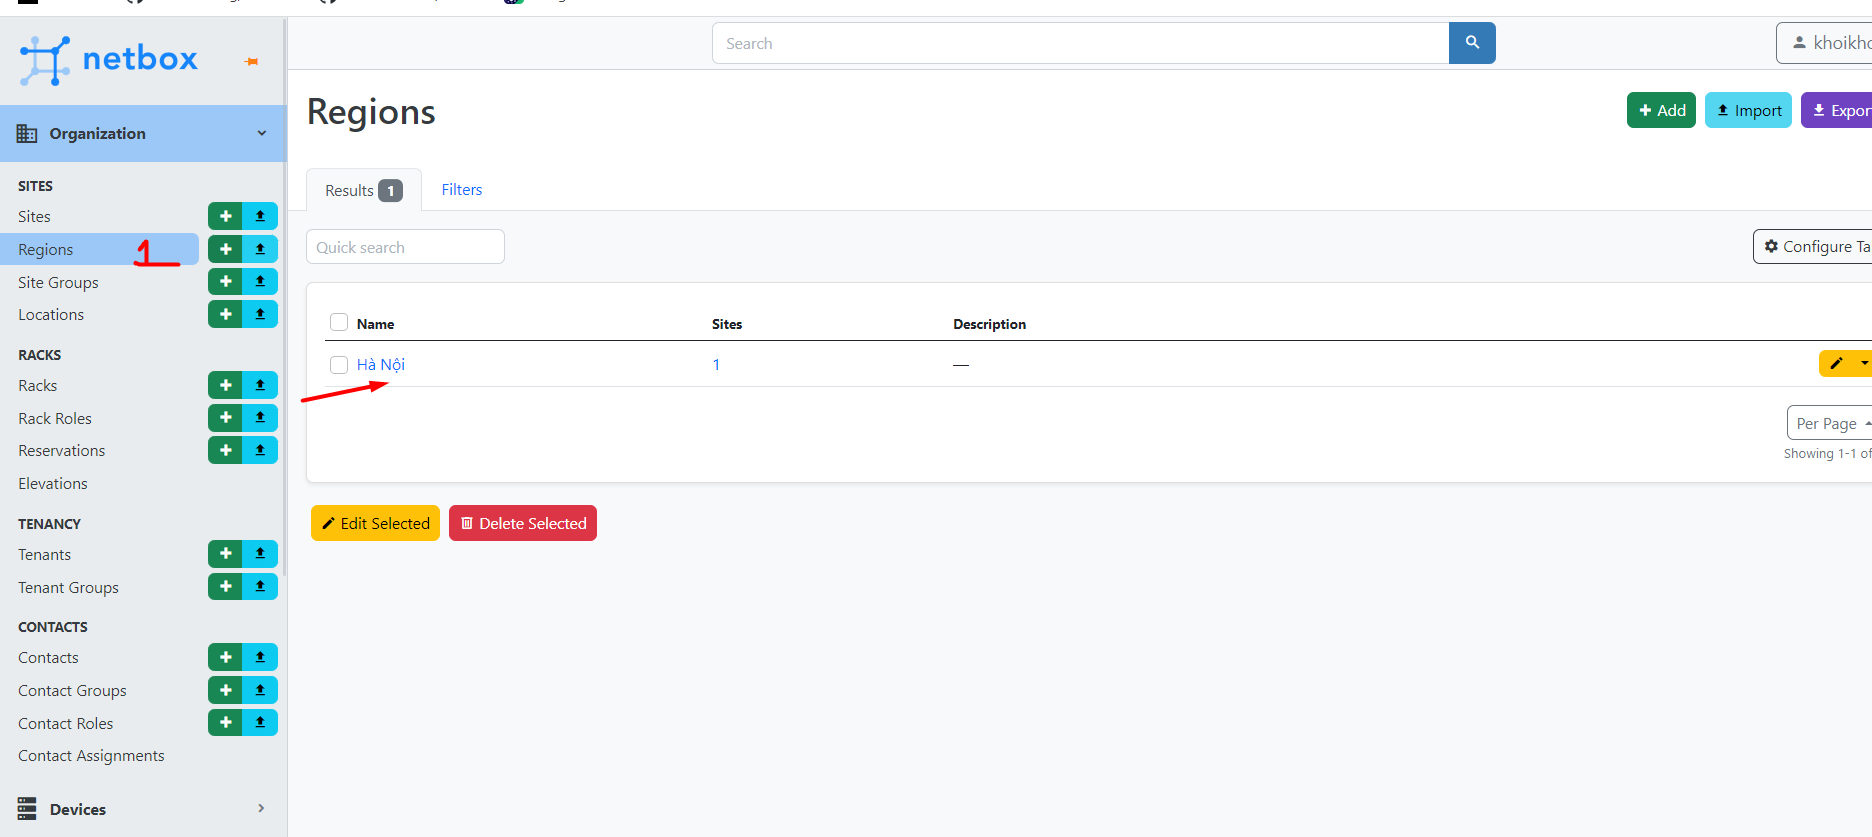 netbox
Search
khoikh
Organization
Regions
+ Add
Import
Expor
SITES
Results 1
Filters
Sites
Regions
1
Quick search
Configure Ta
Site Groups
Locations
Name
Sites
Description
RACKS
Hà Nội
1
—
Racks
Rack Roles
Per Page
Reservations
Showing 1-1 of
Elevations
TENANCY
Edit Selected
Delete Selected
Tenants
Tenant Groups
CONTACTS
Contacts
Contact Groups
Contact Roles
Contact Assignments
Devices